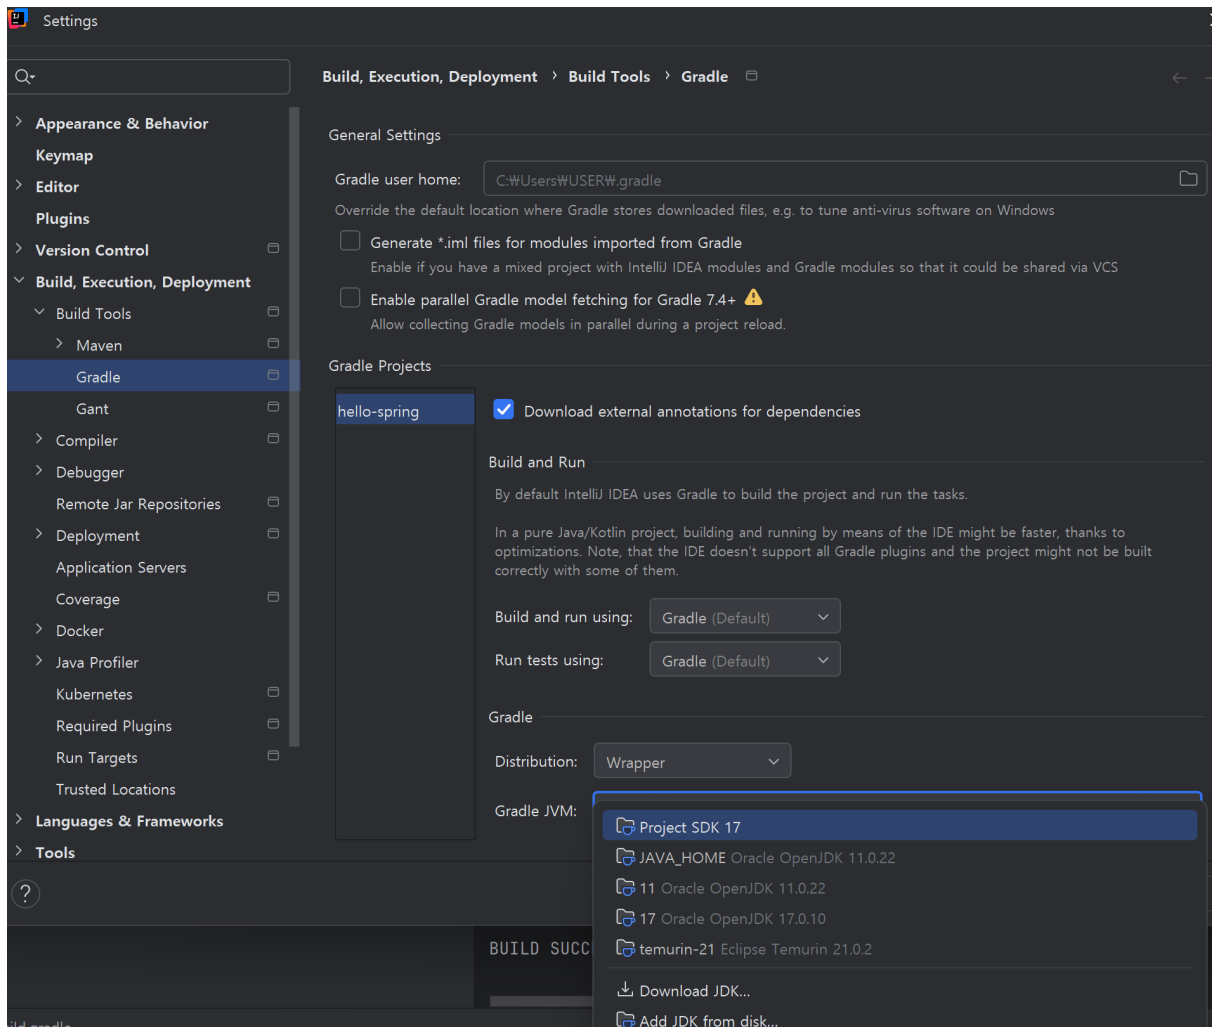 Settings
Build, Execution, Deployment › Build Tools › Gradle
Appearance & Behavior
Keymap
Editor
Plugins
Version Control
Build, Execution, Deployment
Build Tools
Maven
Gradle
Gant
Compiler
Debugger
Remote Jar Repositories
Deployment
Application Servers
Coverage
Docker
Java Profiler
Kubernetes
Required Plugins
Run Targets
Trusted Locations
Languages & Frameworks
Tools
?
General Settings
Gradle user home: C:₩Users₩USER₩.gradle
Override the default location where Gradle stores downloaded files, e.g. to tune anti-virus software on Windows
Generate *.iml files for modules imported from Gradle
Enable if you have a mixed project with IntelliJ IDEA modules and Gradle modules so that it could be shared via VCS
Enable parallel Gradle model fetching for Gradle 7.4+
Allow collecting Gradle models in parallel during a project reload.
Gradle Projects
hello-spring
Download external annotations for dependencies
Build and Run
By default IntelliJ IDEA uses Gradle to build the project and run the tasks.
In a pure Java/Kotlin project, building and running by means of the IDE might be faster, thanks to
optimizations. Note, that the IDE doesn't support all Gradle plugins and the project might not be built
correctly with some of them.
Build and run using: Gradle (Default)
Run tests using: Gradle (Default)
Gradle
Distribution: Wrapper
Gradle JVM:
Project SDK 17
JAVA_HOME Oracle OpenJDK 11.0.22
11 Oracle OpenJDK 11.0.22
17 Oracle OpenJDK 17.0.10
temurin-21 Eclipse Temurin 21.0.2
Download JDK...
Add JDK from disk...
BUILD SUCC